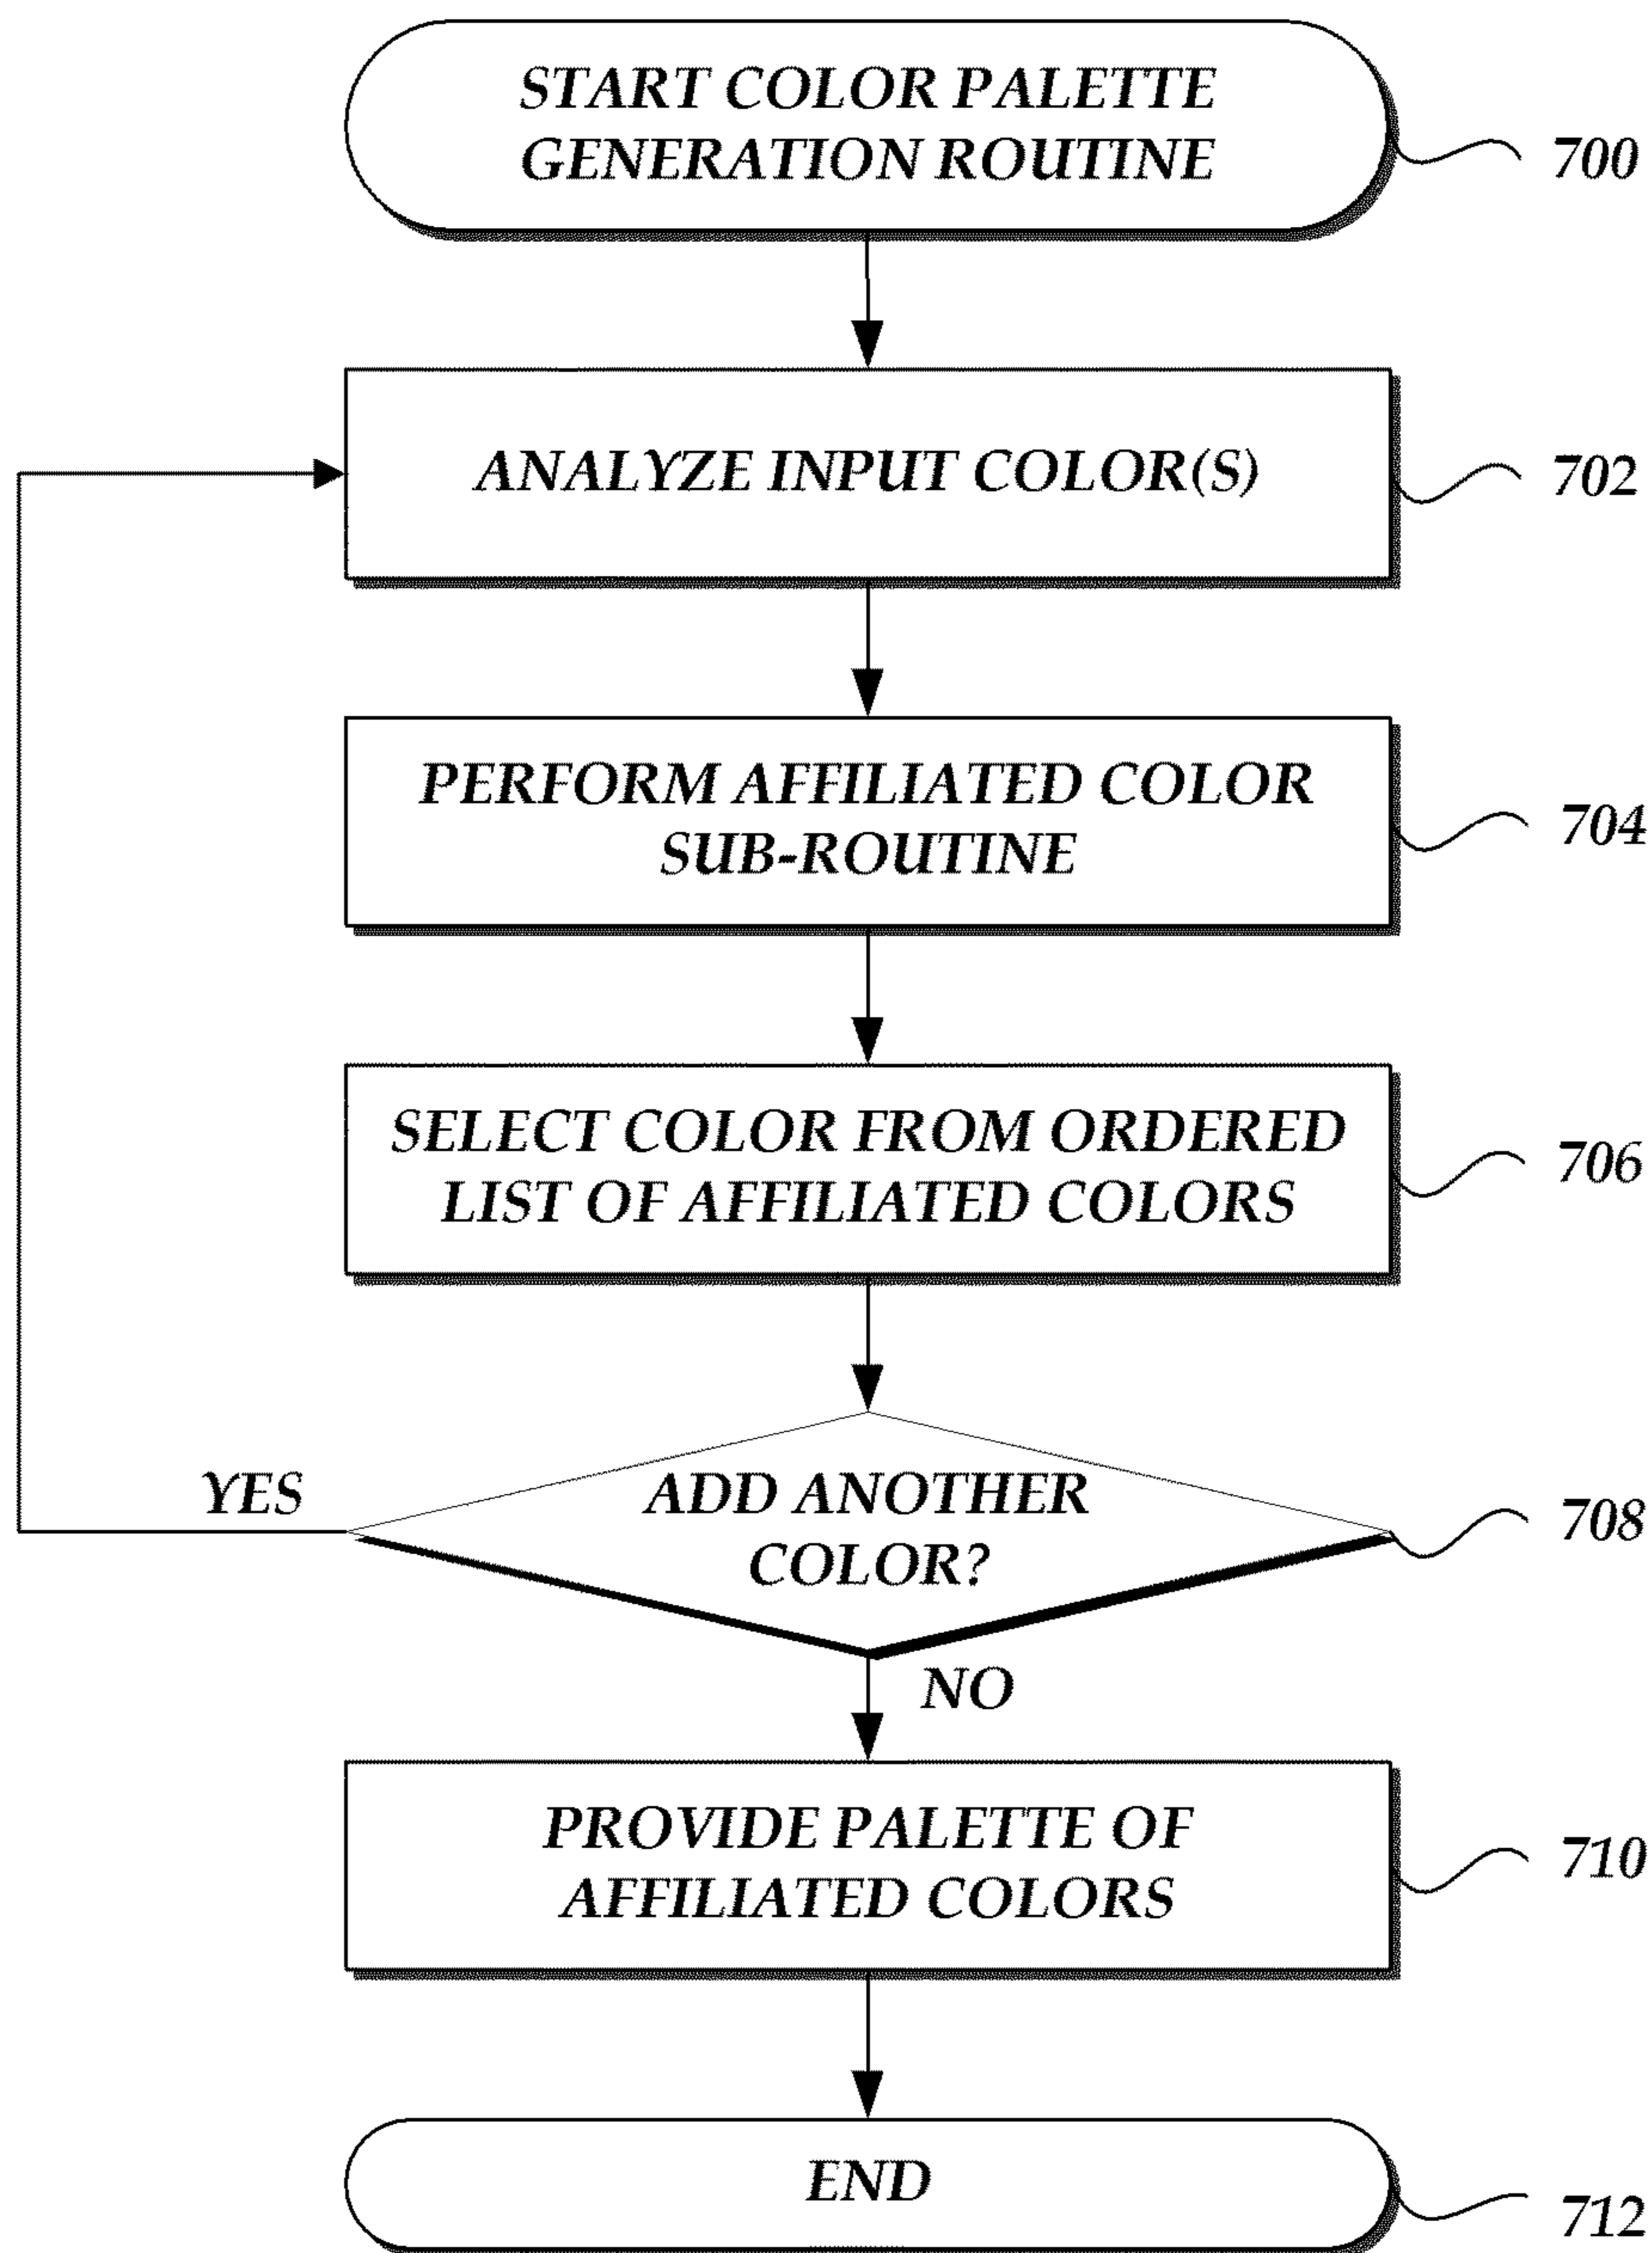 START COLOR PALETTE
GENERATION ROUTINE
700
ANALYZE INPUT COLOR(S)
702
PERFORM AFFILIATED COLOR
SUB-ROUTINE
704
SELECT COLOR FROM ORDERED
LIST OF AFFILIATED COLORS
706
YES
ADD ANOTHER
COLOR?
708
NO
PROVIDE PALETTE OF
AFFILIATED COLORS
710
END
712